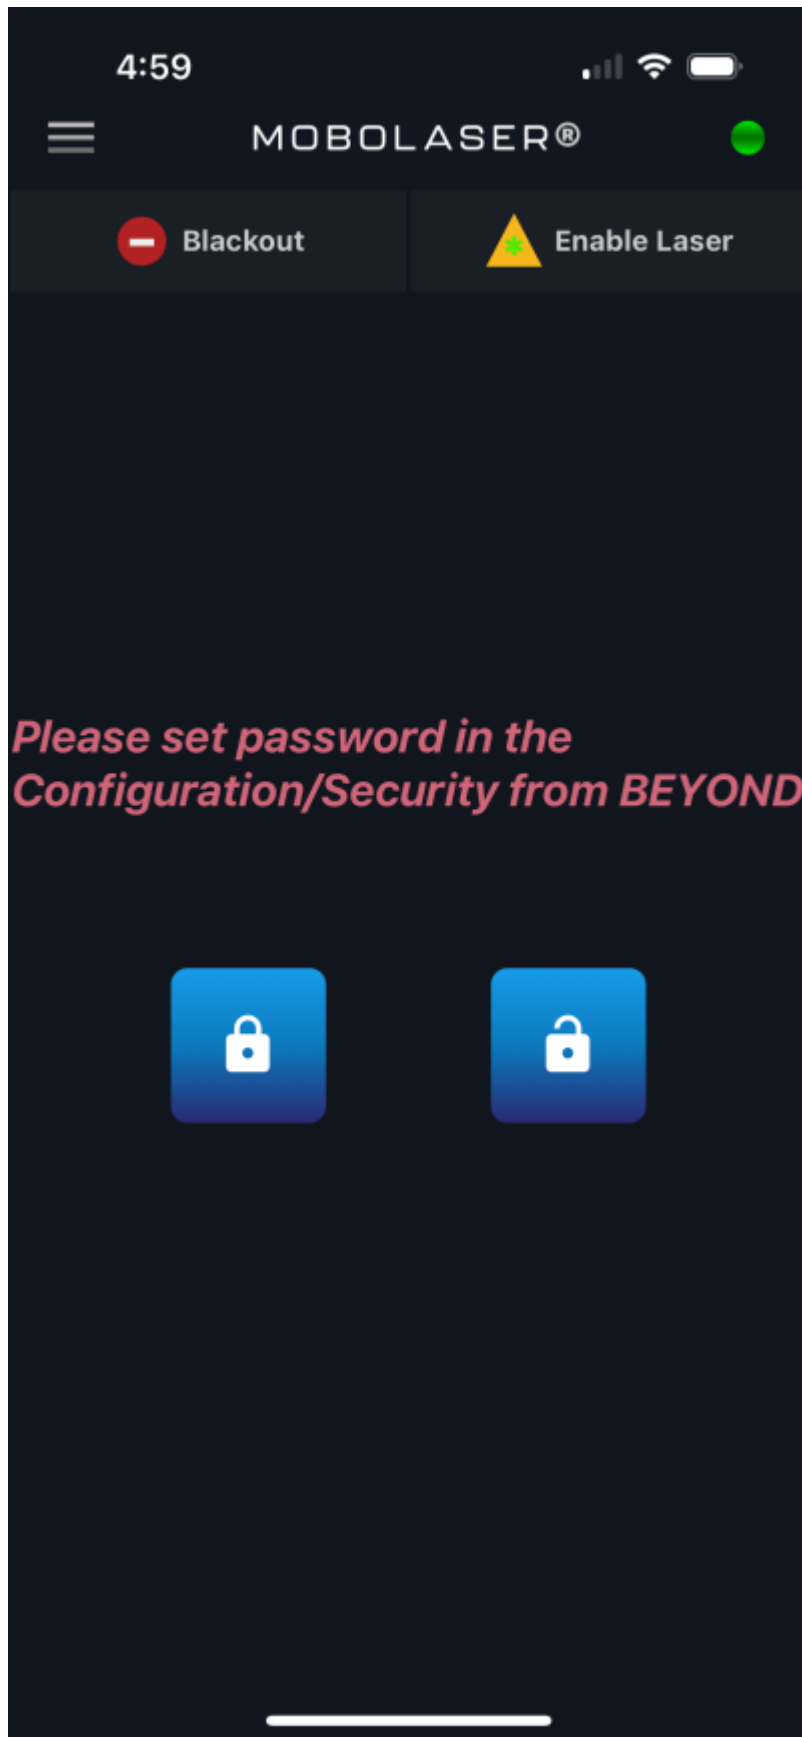 4:59
MOBOLASER®
Blackout
Enable Laser
Please set password in the
Configuration/Security from BEYOND